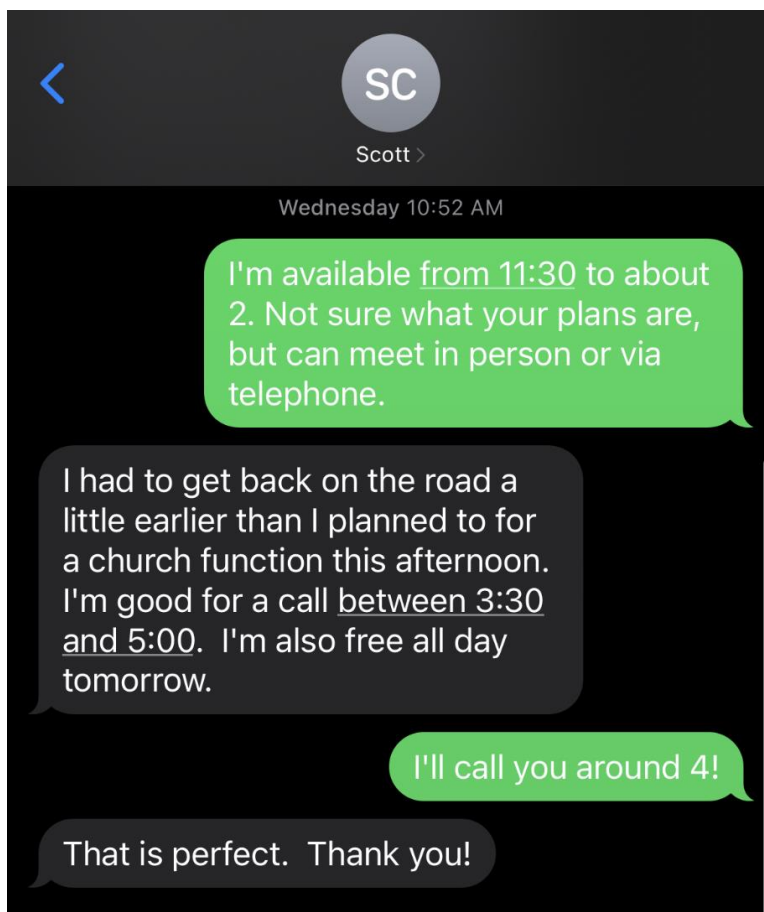 SC
Scott >
Wednesday 10:52 AM
I'm available from 11:30 to about
2. Not sure what your plans are,
but can meet in person or via
telephone.
I had to get back on the road a
little earlier than I planned to for
a church function this afternoon.
I'm good for a call between 3:30
and 5:00.  I'm also free all day
tomorrow.
I'll call you around 4!
That is perfect.  Thank you!